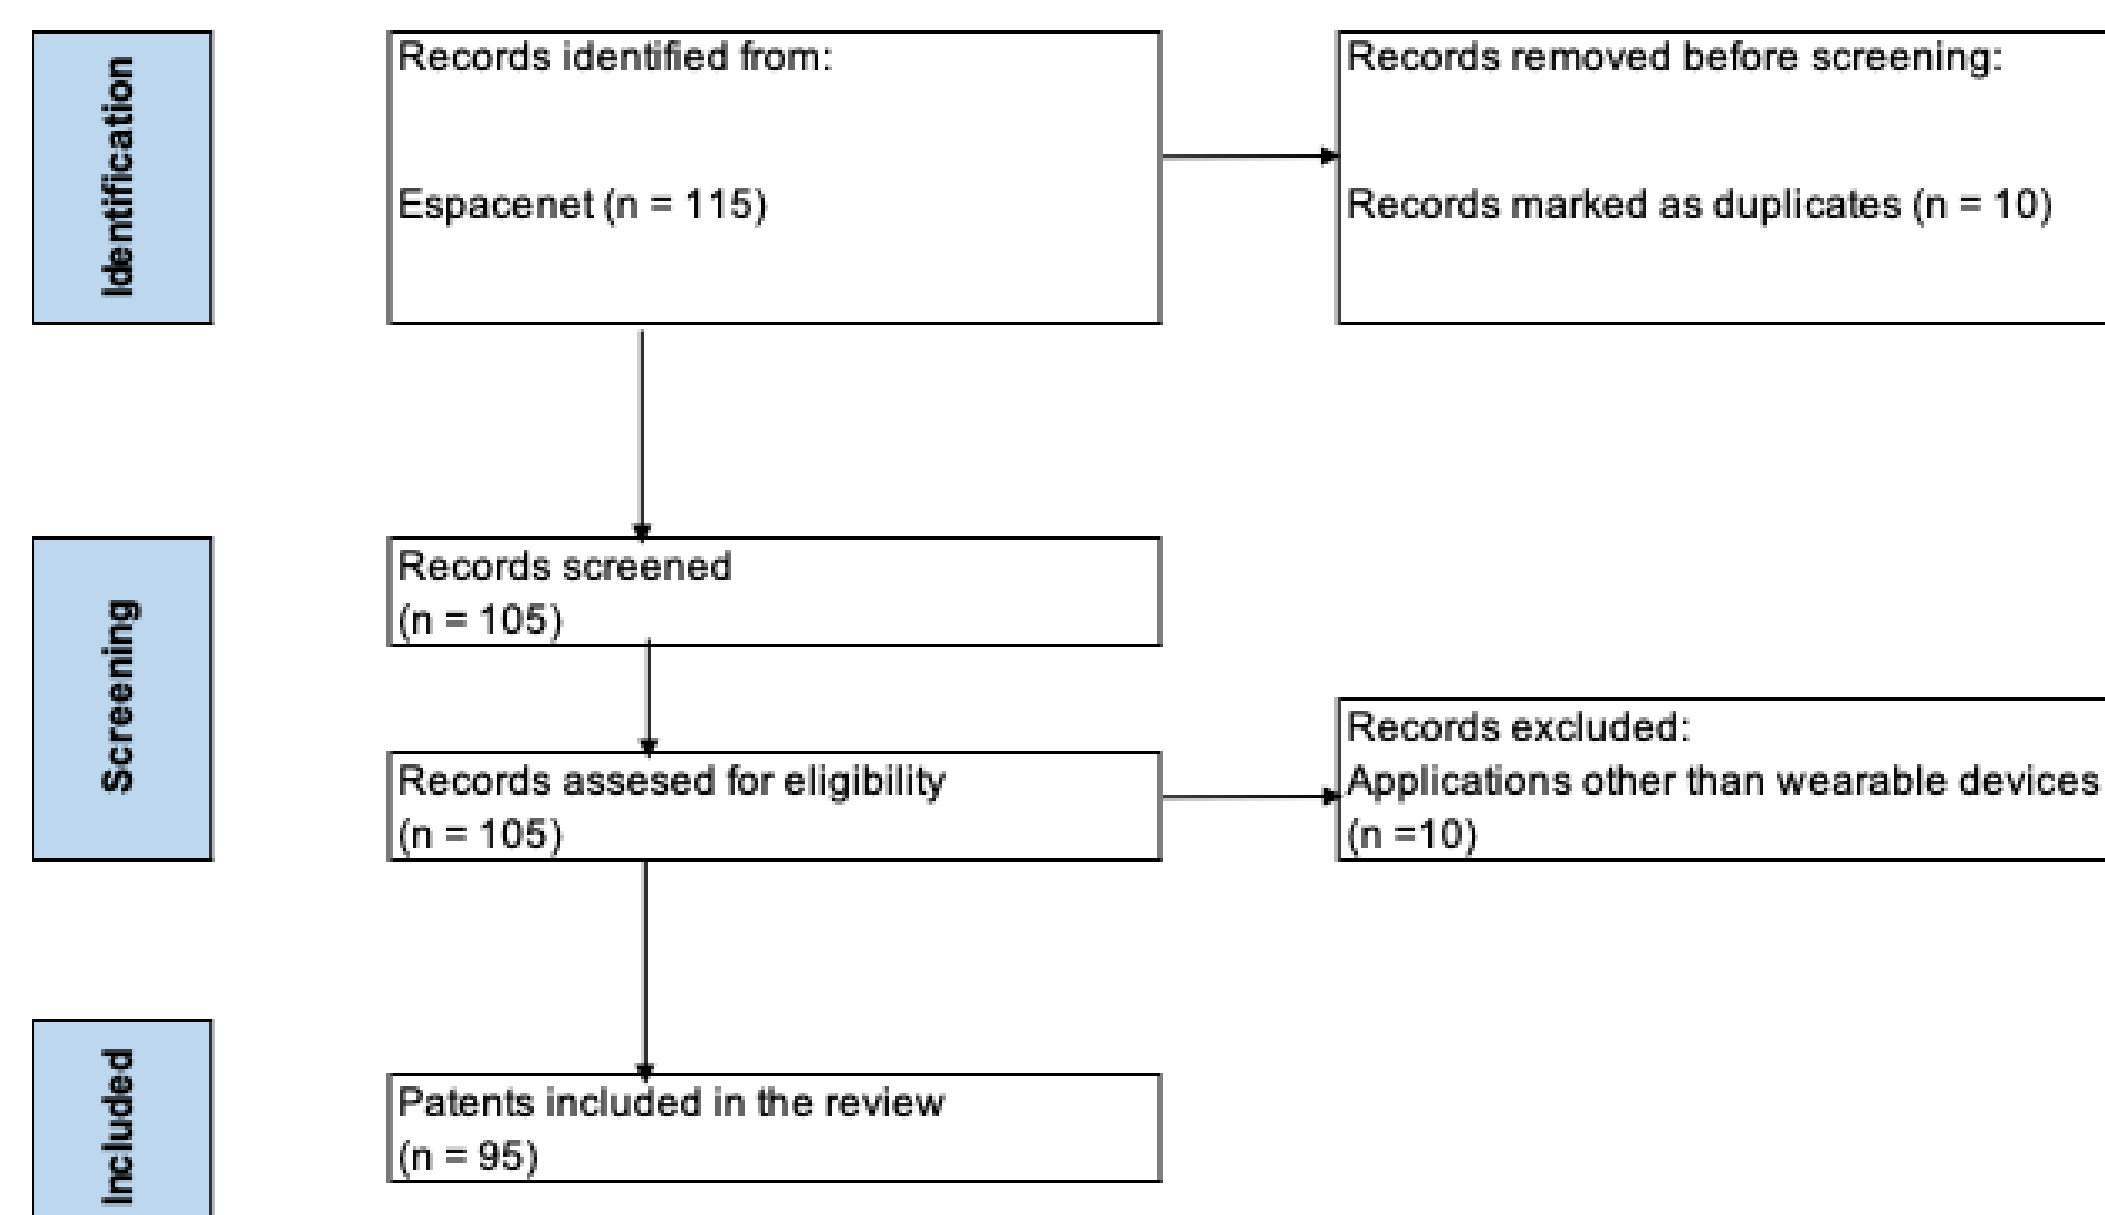 Identification
Records identified from:
Espacenet (n = 115)
Records removed before screening:
Records marked as duplicates (n = 10)
Screening
Records screened
(n = 105)
Records assesed for eligibility
(n = 105)
Records excluded:
Applications other than wearable devices
(n =10)
Included
Patents included in the review
(n = 95)